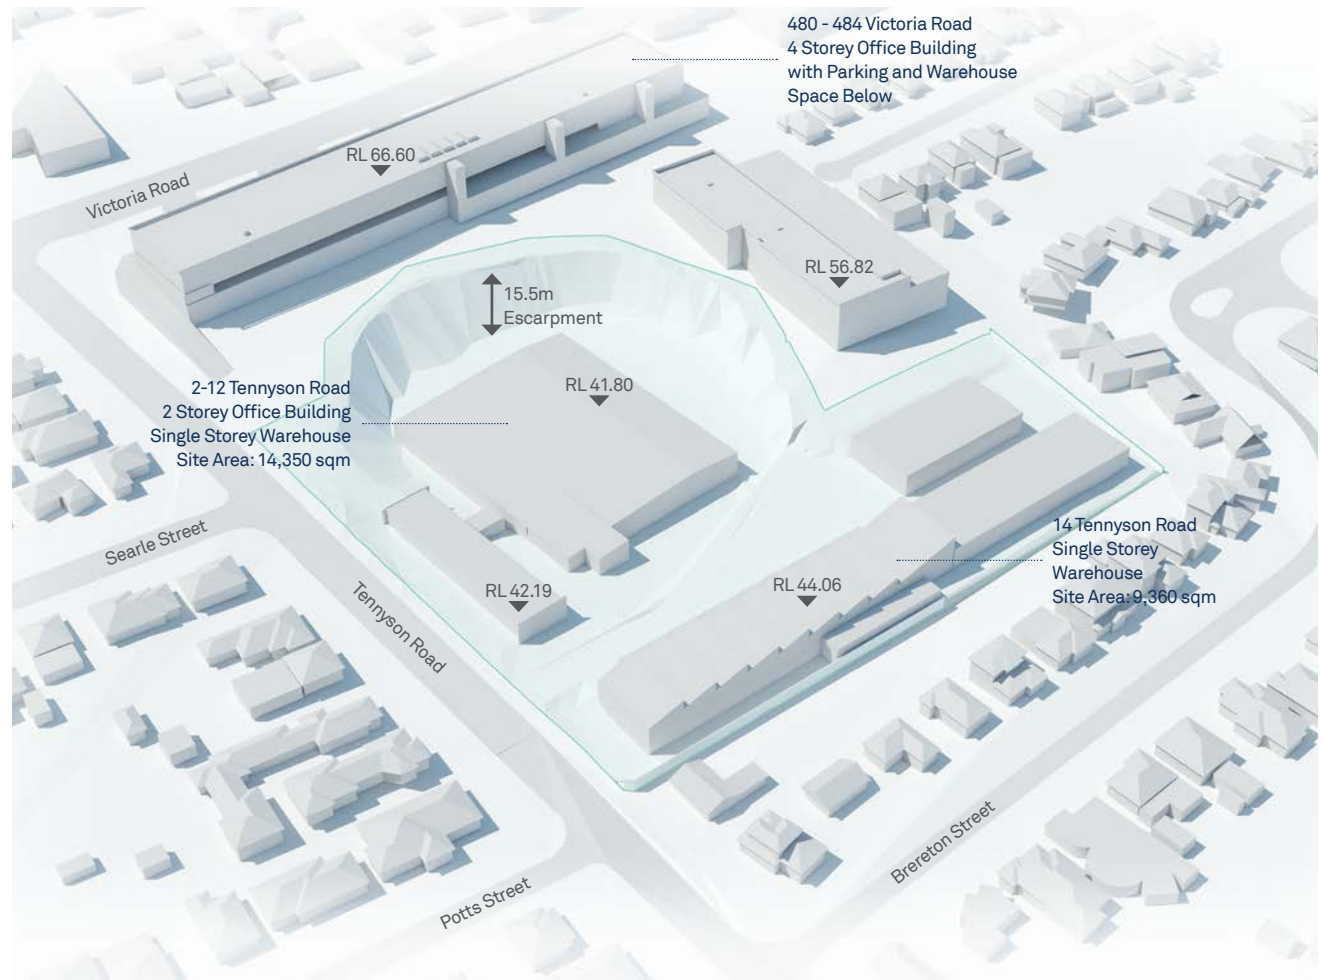 480 - 484 Victoria Road
4 Storey Office Building
with Parking and Warehouse
Space Below
RL 66.60
Victoria Road
RL 56.82
15.5m
Escarpment
2-12 Tennyson Road
2 Storey Office Building
Single Storey Warehouse
Site Area: 14,350 sqm
RL 41.80
Searle Street
14 Tennyson Road
Single Storey
Warehouse
Site Area: 9,360 sqm
RL 42.19
RL 44.06
Tennyson Road
Brereton Street
Potts Street